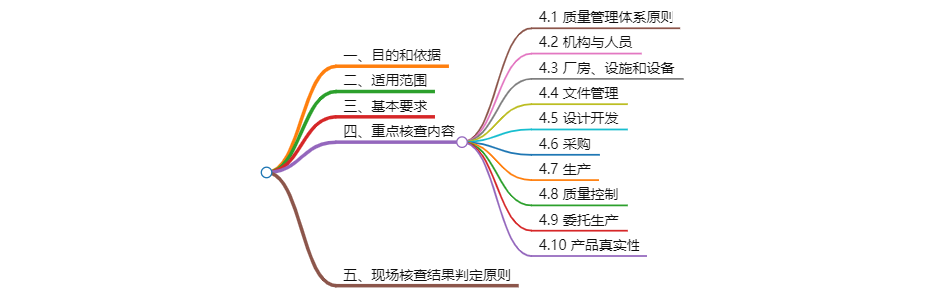 一、目的和依据
二、适用范围
三、基本要求
四、重点核查内容
4.1 质量管理体系原则
4.2 机构与人员
4.3 厂房、设施和设备
4.4 文件管理
4.5 设计开发
4.6 采购
4.7 生产
4.8 质量控制
4.9 委托生产
4.10 产品真实性
五、现场核查结果判定原则